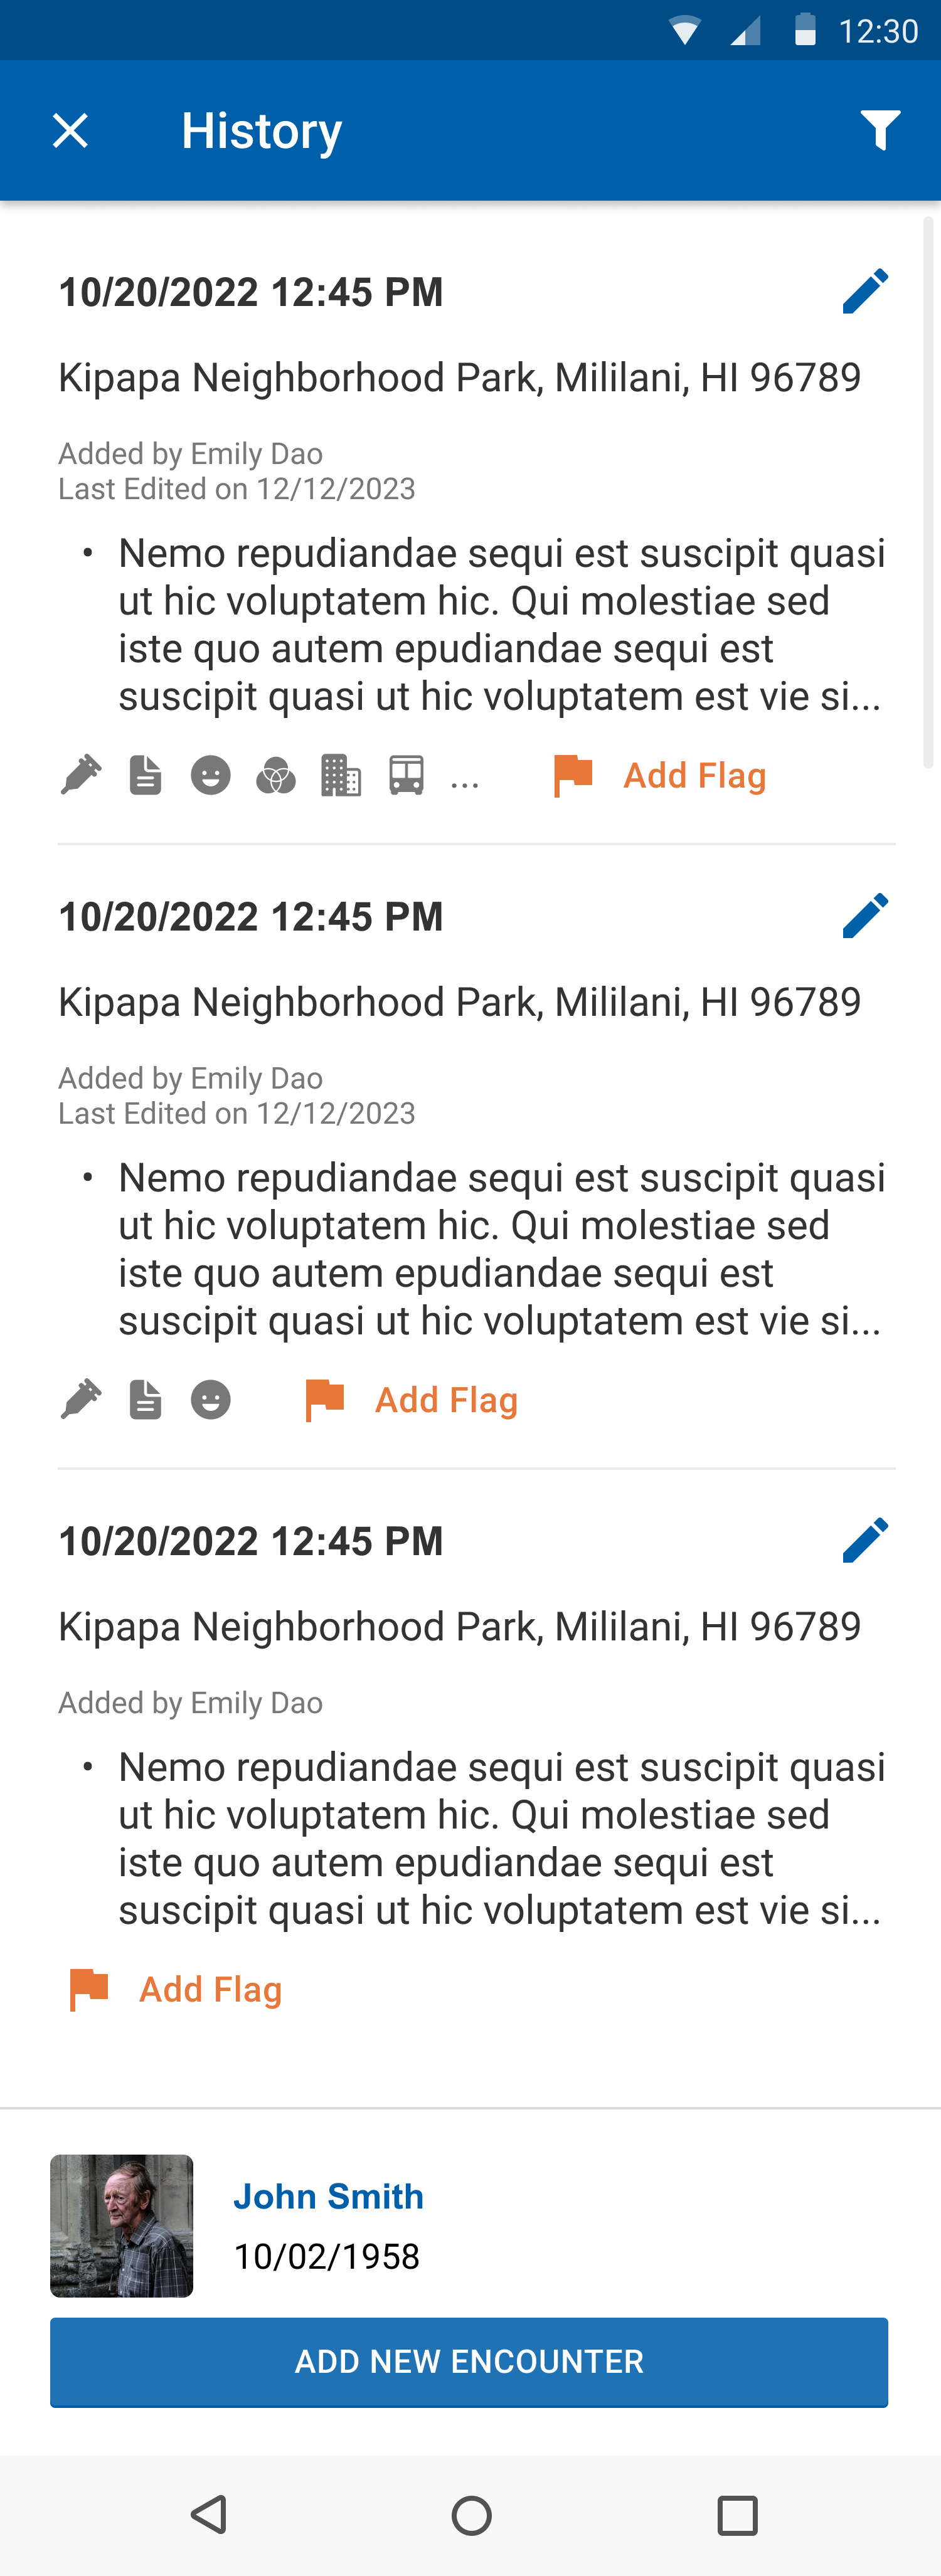 12:30
History
10/20/2022 12:45 PM
Kipapa Neighborhood Park, Mililani, HI 96789
Added by Emily Dao
Last Edited on 12/12/2023
• Nemo repudiandae sequi est suscipit quasi
ut hic voluptatem hic. Qui molestiae sed
iste quo autem epudiandae sequi est
suscipit quasi ut hic voluptatem est vie si...
... Add Flag
10/20/2022 12:45 PM
Kipapa Neighborhood Park, Mililani, HI 96789
Added by Emily Dao
Last Edited on 12/12/2023
• Nemo repudiandae sequi est suscipit quasi
ut hic voluptatem hic. Qui molestiae sed
iste quo autem epudiandae sequi est
suscipit quasi ut hic voluptatem est vie si...
Add Flag
10/20/2022 12:45 PM
Kipapa Neighborhood Park, Mililani, HI 96789
Added by Emily Dao
• Nemo repudiandae sequi est suscipit quasi
ut hic voluptatem hic. Qui molestiae sed
iste quo autem epudiandae sequi est
suscipit quasi ut hic voluptatem est vie si...
Add Flag
John Smith
10/02/1958
ADD NEW ENCOUNTER